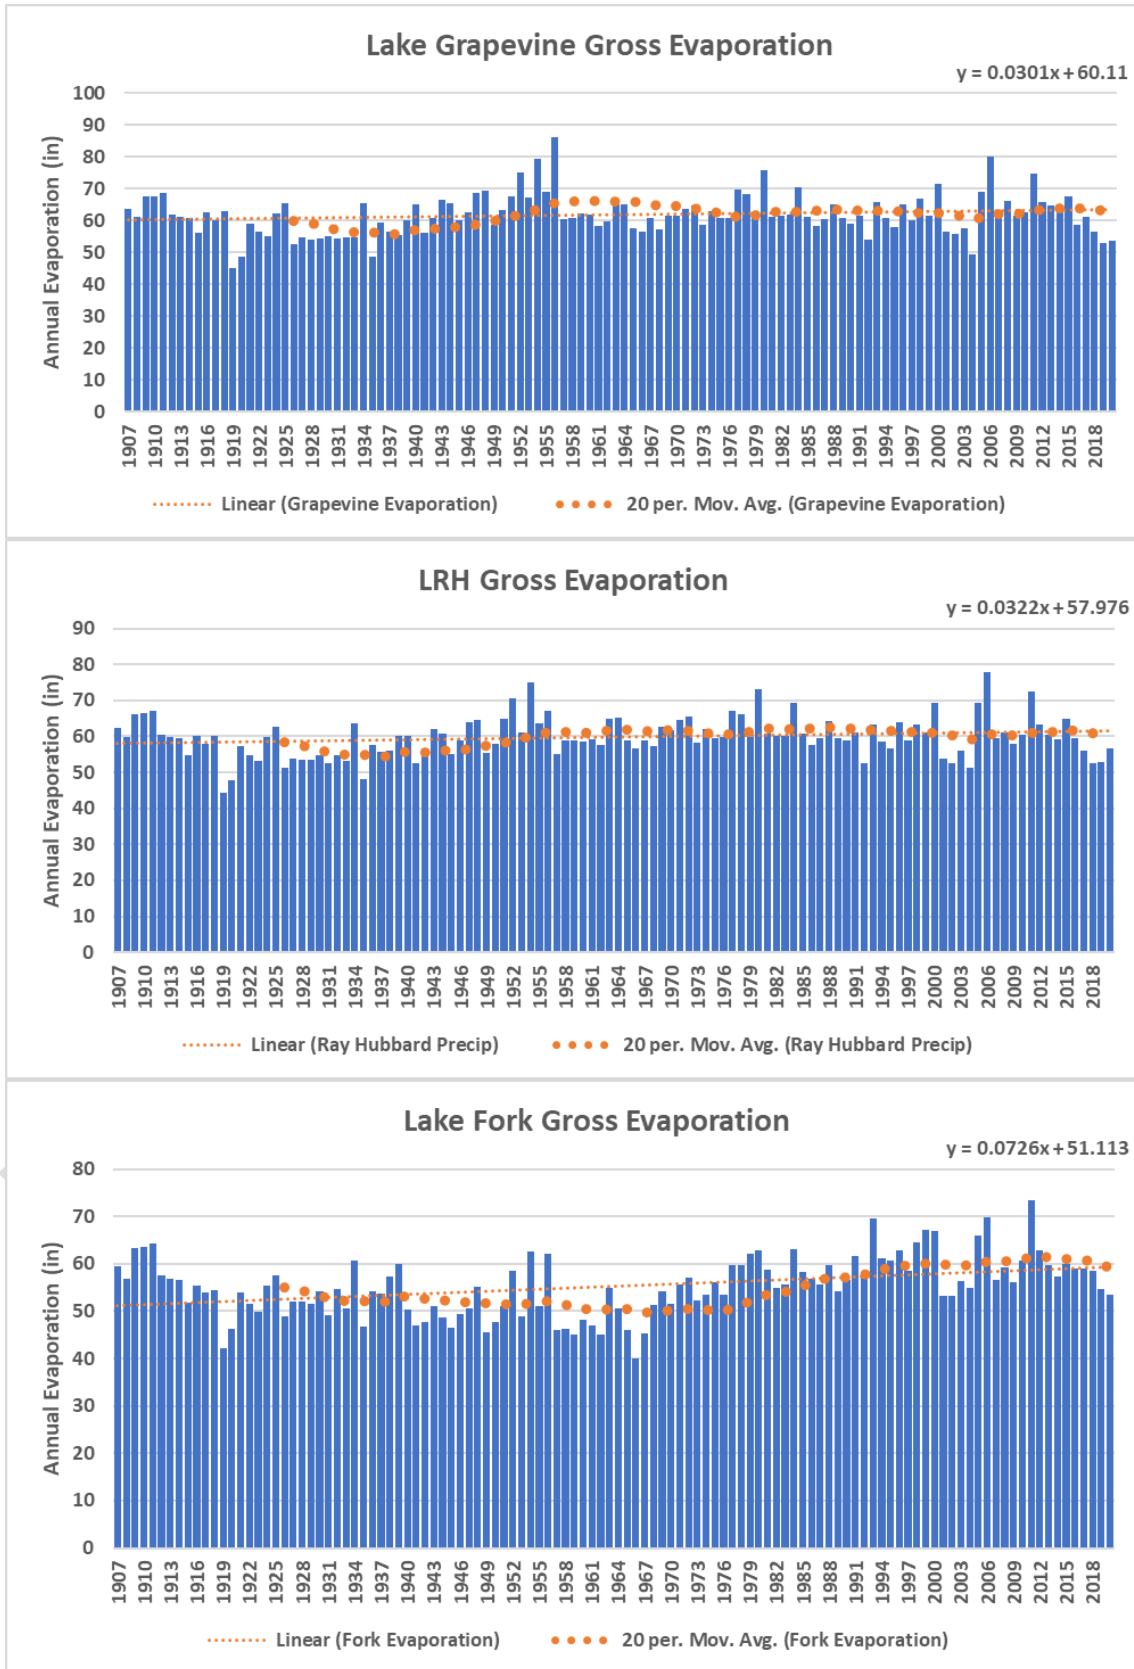 Lake Grapevine Gross Evaporation
y = 0.0301x + 60.11
Annual Evaporation (in)
100
90
80
70
60
50
40
30
20
10
0
1907 1910 1913 1916 1919 1922 1925 1928 1931 1934 1937 1940 1943 1946 1949 1952 1955 1958 1961 1964 1967 1970 1973 1976 1979 1982 1985 1988 1991 1994 1997 2000 2003 2006 2009 2012 2015 2018
Linear (Grapevine Evaporation) 20 per. Mov. Avg. (Grapevine Evaporation)
LRH Gross Evaporation
y = 0.0322x + 57.976
Annual Evaporation (in)
90
80
70
60
50
40
30
20
10
0
1907 1910 1913 1916 1919 1922 1925 1928 1931 1934 1937 1940 1943 1946 1949 1952 1955 1958 1961 1964 1967 1970 1973 1976 1979 1982 1985 1988 1991 1994 1997 2000 2003 2006 2009 2012 2015 2018
Linear (Ray Hubbard Precip) 20 per. Mov. Avg. (Ray Hubbard Precip)
Lake Fork Gross Evaporation
y = 0.0726x + 51.113
Annual Evaporation (in)
80
70
60
50
40
30
20
10
0
1907 1910 1913 1916 1919 1922 1925 1928 1931 1934 1937 1940 1943 1946 1949 1952 1955 1958 1961 1964 1967 1970 1973 1976 1979 1982 1985 1988 1991 1994 1997 2000 2003 2006 2009 2012 2015 2018
Linear (Fork Evaporation) 20 per. Mov. Avg. (Fork Evaporation)